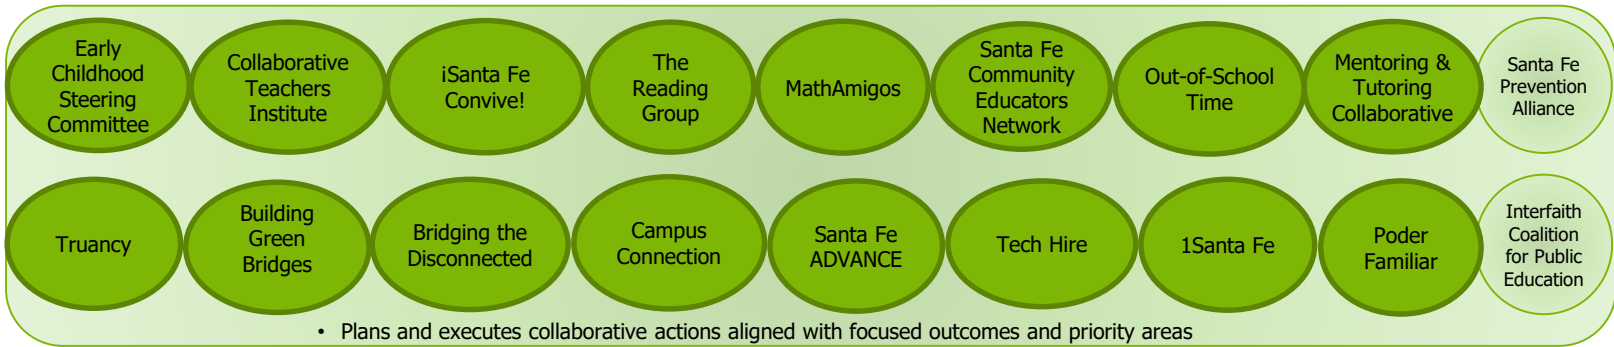 Early
Childhood
Steering
Committee
Collaborative
Teachers
Institute
¡Santa Fe
Convive!
The
Reading
Group
MathAmigos
Santa Fe
Community
Educators
Network
Out-of-School
Time
Mentoring &
Tutoring
Collaborative
Santa Fe
Prevention
Alliance
Truancy
Building
Green
Bridges
Bridging the
Disconnected
Campus
Connection
Santa Fe
ADVANCE
Tech Hire
1Santa Fe
Poder
Familiar
Interfaith
Coalition
for Public
Education
• Plans and executes collaborative actions aligned with focused outcomes and priority areas